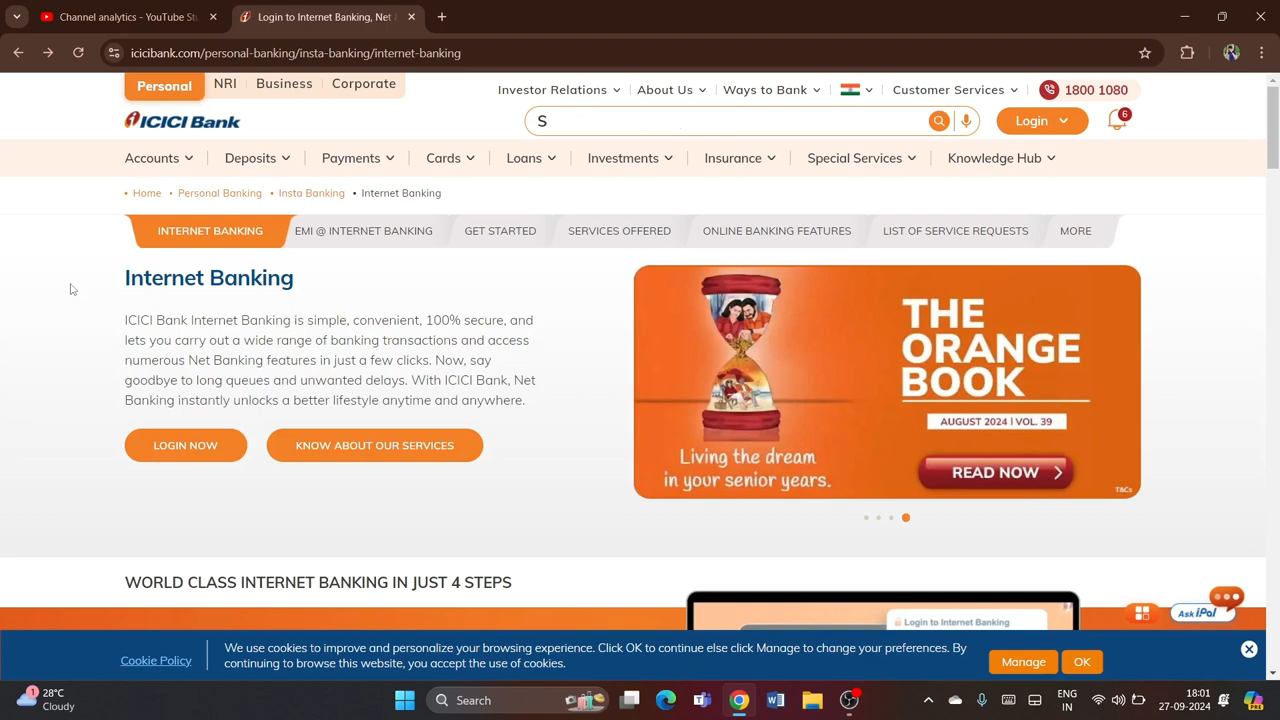 Channel analytics - YouTube St
Login to Internet Banking, Net
icicibank.com/personal-banking/insta-banking/internet-banking
Personal NRI Business Corporate
Investor Relations About Us Ways to Bank Customer Services 1800 1080
ICICI Bank
S
Login
6
Accounts Deposits Payments Cards Loans Investments Insurance Special Services Knowledge Hub
Home Personal Banking Insta Banking Internet Banking
INTERNET BANKING EMI @ INTERNET BANKING GET STARTED SERVICES OFFERED ONLINE BANKING FEATURES LIST OF SERVICE REQUESTS MORE
Internet Banking
ICICI Bank Internet Banking is simple, convenient, 100% secure, and
lets you carry out a wide range of banking transactions and access
numerous Net Banking features in just a few clicks. Now, say
goodbye to long queues and unwanted delays. With ICICI Bank, Net
Banking instantly unlocks a better lifestyle anytime and anywhere.
LOGIN NOW KNOW ABOUT OUR SERVICES
THE
ORANGE
BOOK
AUGUST 2024 | VOL. 39
READ NOW
Living the dream
in your senior years.
T&Cs
WORLD CLASS INTERNET BANKING IN JUST 4 STEPS
Login to Internet Banking
Ask iPal
Cookie Policy
We use cookies to improve and personalize your browsing experience. Click OK to continue else click Manage to change your preferences. By
continuing to browse this website, you accept the use of cookies.
Manage OK
1
28°C
Cloudy
Search
ENG
IN
18:01
27-09-2024